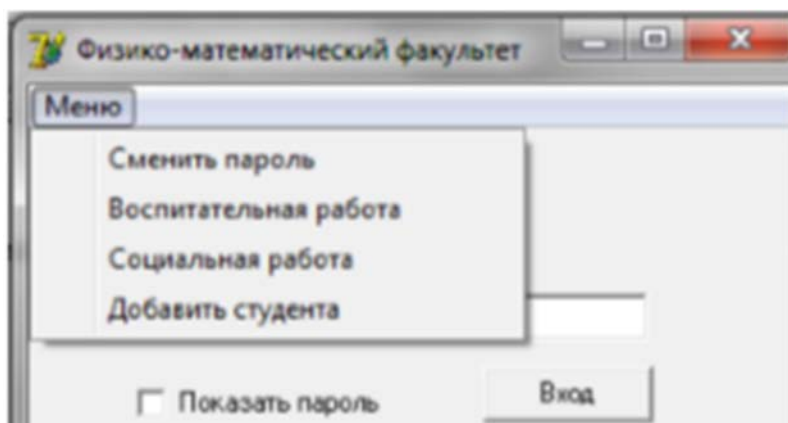 Физико-математический факультет
Меню
Сменить пароль
Воспитательная работа
Социальная работа
Добавить студента
Показать пароль Вход